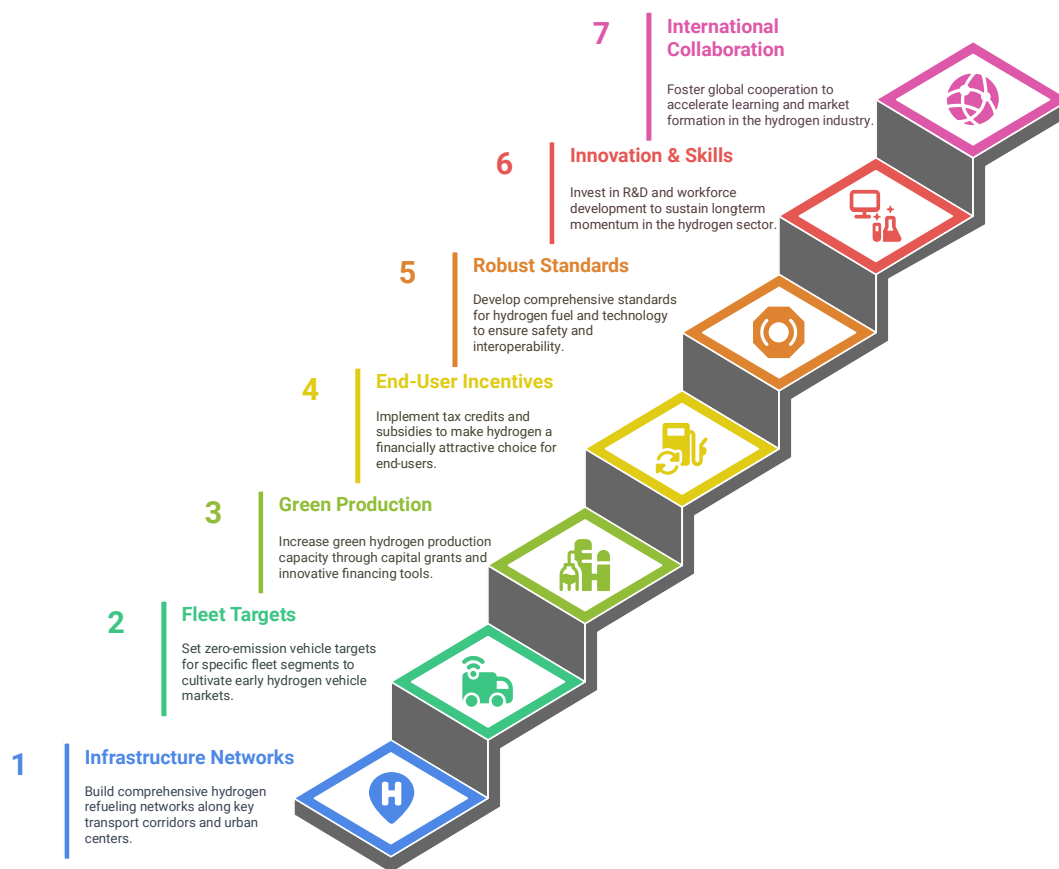 7
International
Collaboration
Foster global cooperation to
accelerate learning and market
formation in the hydrogen industry.
6
Innovation & Skills
Invest in R&D and workforce
development to sustain longterm
momentum in the hydrogen sector.
5
Robust Standards
Develop comprehensive standards
for hydrogen fuel and technology
to ensure safety and
interoperability.
4
End-User Incentives
Implement tax credits and
subsidies to make hydrogen a
financially attractive choice for
end-users.
3
Green Production
Increase green hydrogen production
capacity through capital grants and
innovative financing tools.
2
Fleet Targets
Set zero-emission vehicle targets
for specific fleet segments to
cultivate early hydrogen vehicle
markets.
1
Infrastructure Networks
Build comprehensive hydrogen
refueling networks along key
transport corridors and urban
centers.
H